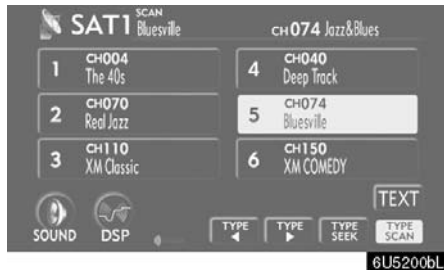 SAT1 SCAN Bluesville CH074 Jazz&Blues
1 CH004 The 40s
4 CH040 Deep Track
2 CH070 Real Jazz
5 CH074 Bluesville
3 CH110 XM Classic
6 CH150 XM COMEDY
TEXT
SOUND DSP TYPE TYPE TYPE SEEK TYPE SCAN
6U5200bL